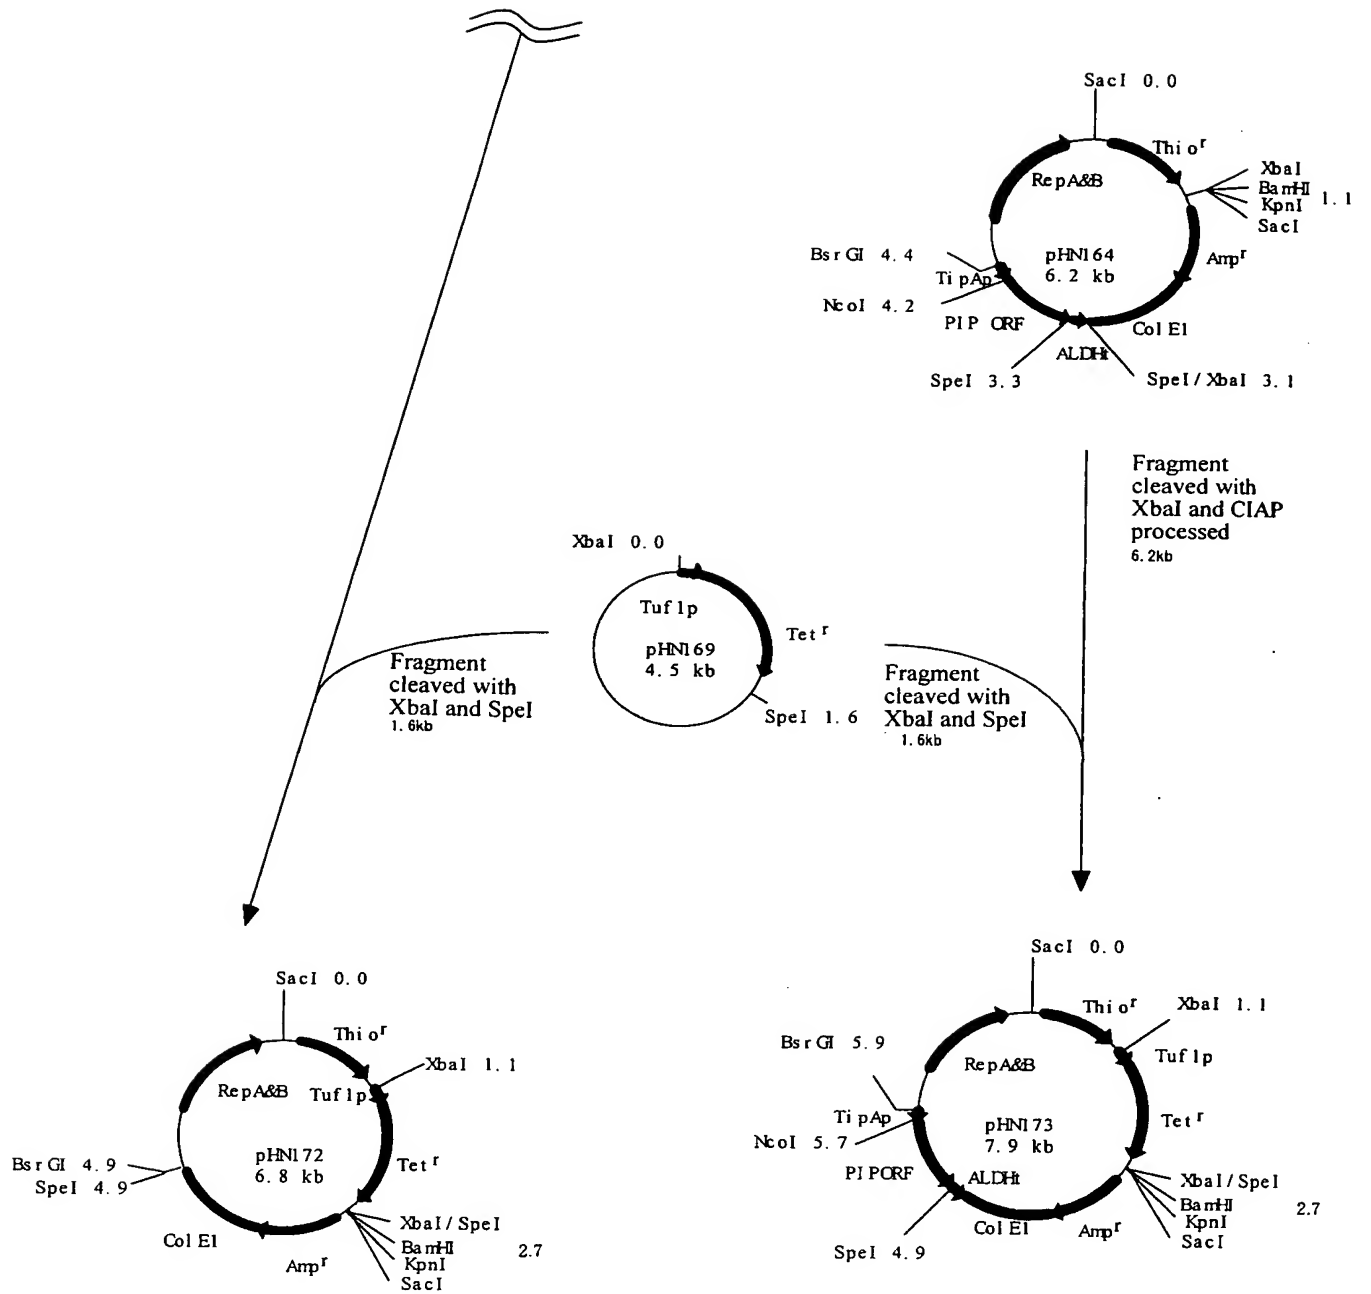 SacI 0.0
Thio^r
XbaI
BamHI
KpnI
SacI
1.1
RepA&B
pHN164
6.2 kb
Amp^r
BsrGI 4.4
TipAp
NcoI 4.2
PIP ORF
Col E1
ALDHt
SpeI 3.3
SpeI/XbaI 3.1
Fragment
cleaved with
XbaI and CIAP
processed
6.2kb
XbaI 0.0
Tuf1p
Tet^r
pHN169
4.5 kb
SpeI 1.6
Fragment
cleaved with
XbaI and SpeI
1.6kb
Fragment
cleaved with
XbaI and SpeI
1.6kb
SacI 0.0
Thio^r
XbaI 1.1
RepA&B
Tuf1p
pHN172
6.8 kb
Tet^r
BsrGI 4.9
SpeI 4.9
Col E1
Amp^r
XbaI/SpeI
BamHI
KpnI
SacI
2.7
SacI 0.0
Thio^r
XbaI 1.1
BsrGI 5.9
RepA&B
Tuf1p
TipAp
pHN173
7.9 kb
Tet^r
NcoI 5.7
PIPORF
ALDHt
SpeI 4.9
Col E1
Amp^r
XbaI/SpeI
BamHI
KpnI
SacI
2.7